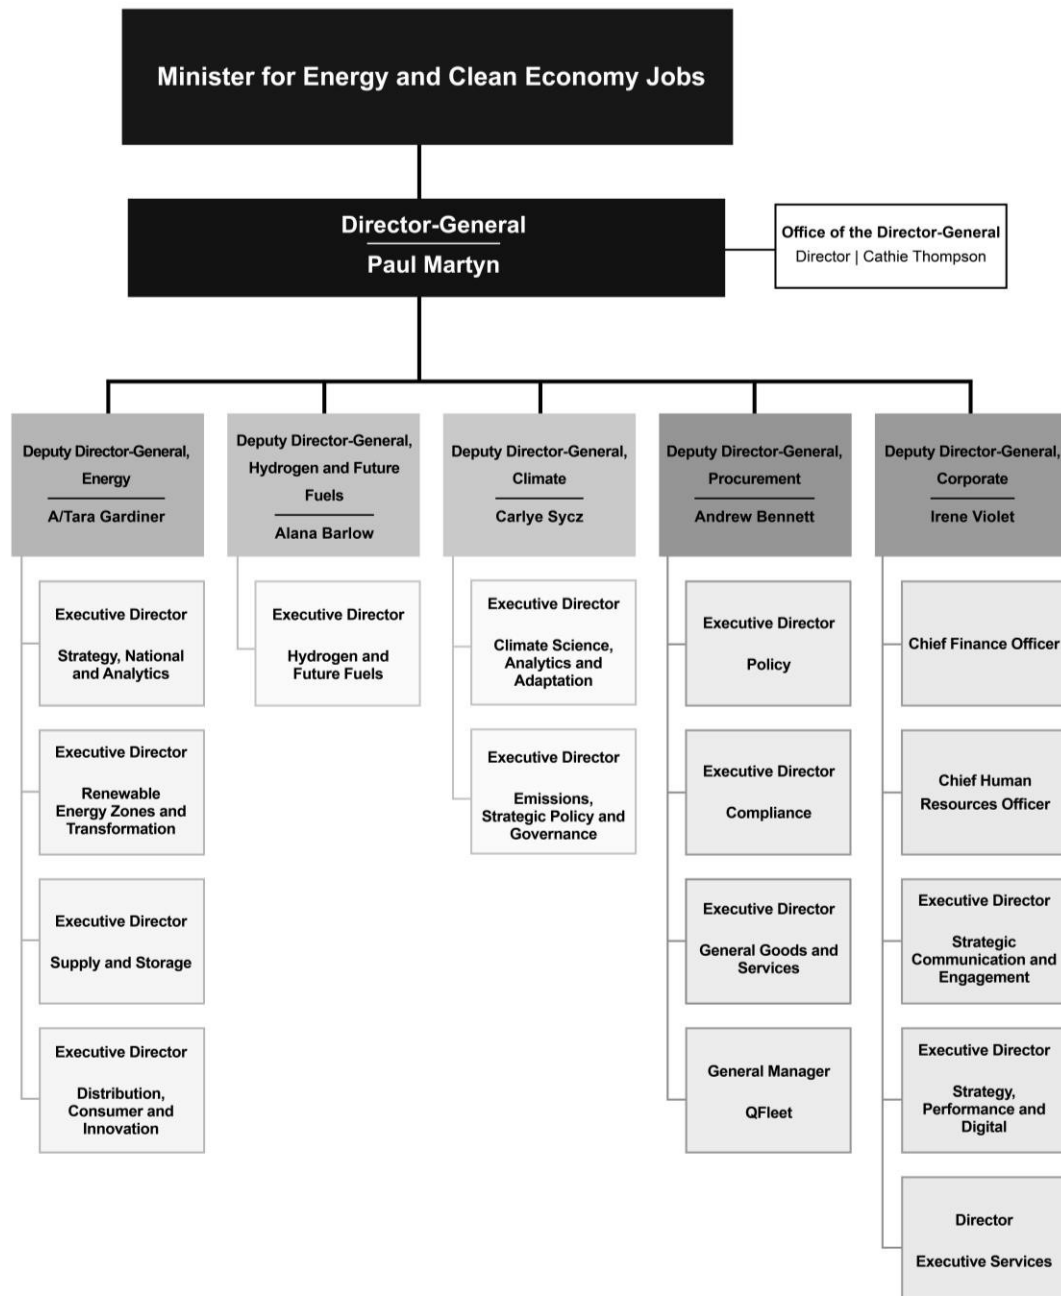 Minister for Energy and Clean Economy Jobs
Director-General
Paul Martyn
Office of the Director-General
Director | Cathie Thompson
Deputy Director-General,
Energy
A/Tara Gardiner
Executive Director
Strategy, National
and Analytics
Executive Director
Renewable
Energy Zones and
Transformation
Executive Director
Supply and Storage
Executive Director
Distribution,
Consumer and
Innovation
Deputy Director-General,
Hydrogen and Future
Fuels
Alana Barlow
Executive Director
Hydrogen and
Future Fuels
Deputy Director-General,
Climate
Carlye Sycz
Executive Director
Climate Science,
Analytics and
Adaptation
Executive Director
Emissions,
Strategic Policy and
Governance
Deputy Director-General,
Procurement
Andrew Bennett
Executive Director
Policy
Executive Director
Compliance
Executive Director
General Goods and
Services
General Manager
QFleet
Deputy Director-General,
Corporate
Irene Violet
Chief Finance Officer
Chief Human
Resources Officer
Executive Director
Strategic
Communication and
Engagement
Executive Director
Strategy,
Performance and
Digital
Director
Executive Services